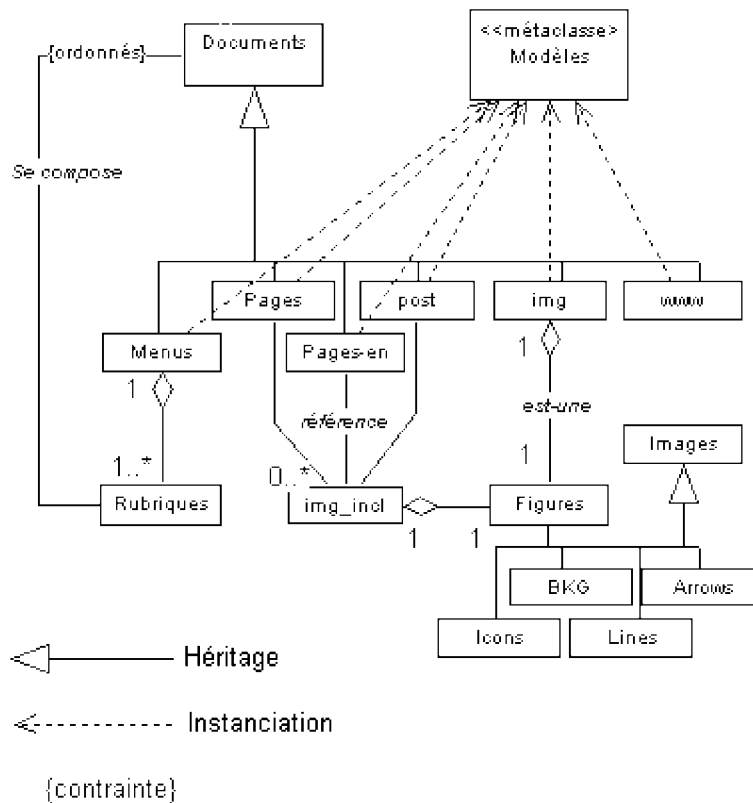 Documents
{ordonnés}
<<métaclasse>
Modèles
Se compose
Pages
post
img
www
Menus
Pages-en
1
1
référence
est-une
Images
1..*
0..*
1
Rubriques
img_incl
Figures
1
1
BKG
Arrows
Icons
Lines
Héritage
Instanciation
{contrainte}